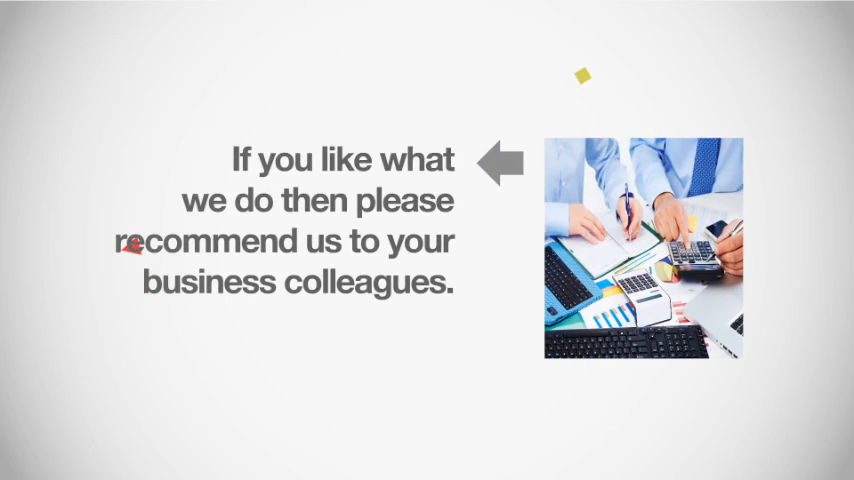 If you like what
we do then please
recommend us to your
business colleagues.